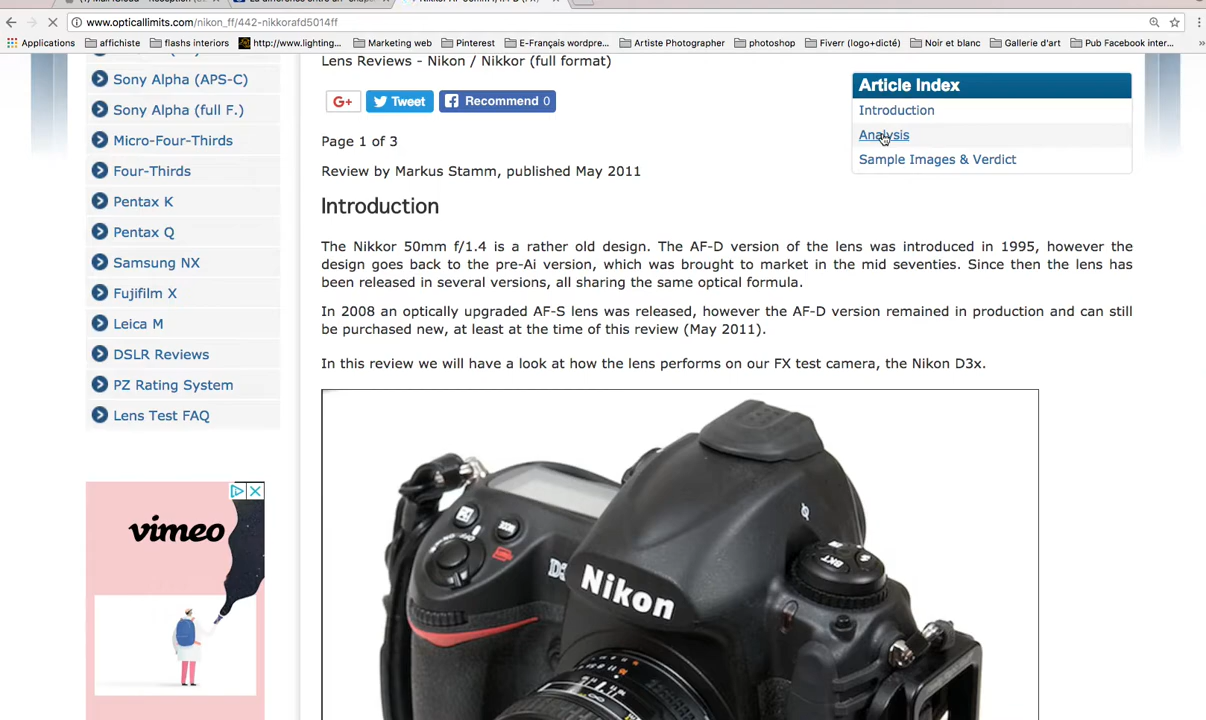 www.opticallimits.com/nikon_ff/442-nikkorafd5014ff
Applications affichiste flashs interiors http://www.lighting... Marketing web Pinterest E-Français wordpre... Artiste Photographer photoshop Fiverr (logo+dicté) Noir et blanc Gallerie d'art Pub Facebook inter...
Sony Alpha (APS-C)
Sony Alpha (full F.)
Micro-Four-Thirds
Four-Thirds
Pentax K
Pentax Q
Samsung NX
Fujifilm X
Leica M
DSLR Reviews
PZ Rating System
Lens Test FAQ
vimeo
Lens Reviews - Nikon / Nikkor (full format)
G+ Tweet Recommend 0
Page 1 of 3
Review by Markus Stamm, published May 2011
Article Index
Introduction
Analysis
Sample Images & Verdict
Introduction
The Nikkor 50mm f/1.4 is a rather old design. The AF-D version of the lens was introduced in 1995, however the
design goes back to the pre-Ai version, which was brought to market in the mid seventies. Since then the lens has
been released in several versions, all sharing the same optical formula.
In 2008 an optically upgraded AF-S lens was released, however the AF-D version remained in production and can still
be purchased new, at least at the time of this review (May 2011).
In this review we will have a look at how the lens performs on our FX test camera, the Nikon D3x.
Nikon
BKT